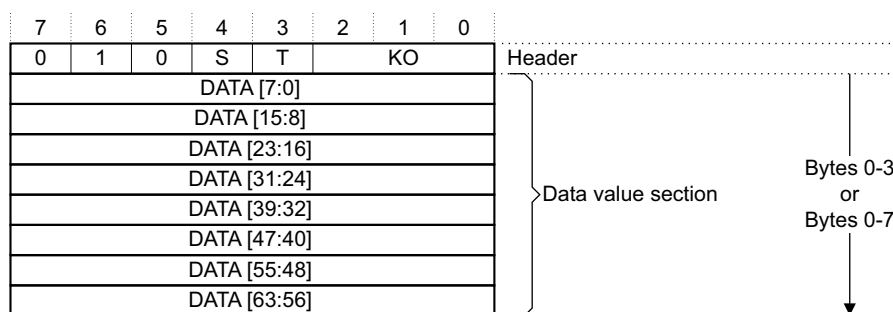 7 6 5 4 3 2 1 0
0 1 0 S T KO Header
DATA [7:0]
DATA [15:8]
DATA [23:16]
DATA [31:24]
DATA [39:32]
DATA [47:40]
DATA [55:48]
DATA [63:56]
Data value section
Bytes 0-3
or
Bytes 0-7